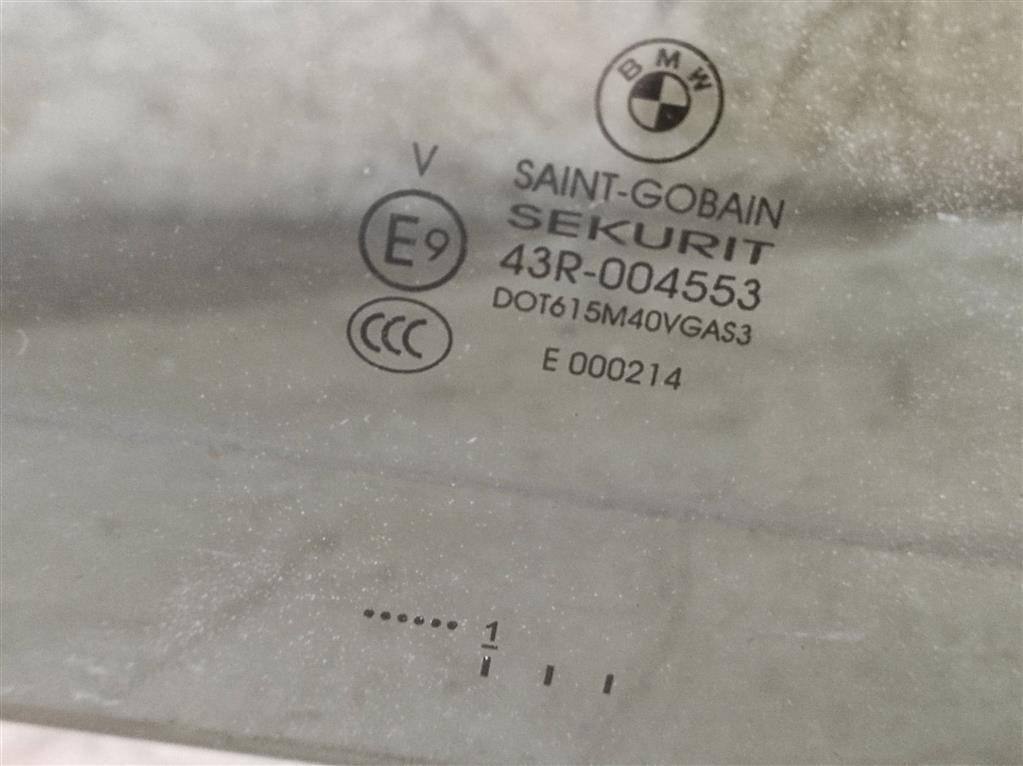 BMW
SAINT-GOBAIN
SEKURIT
43R-004553
DOT615M40VGAS3
E 000214
V
E9
CCC
...... 1